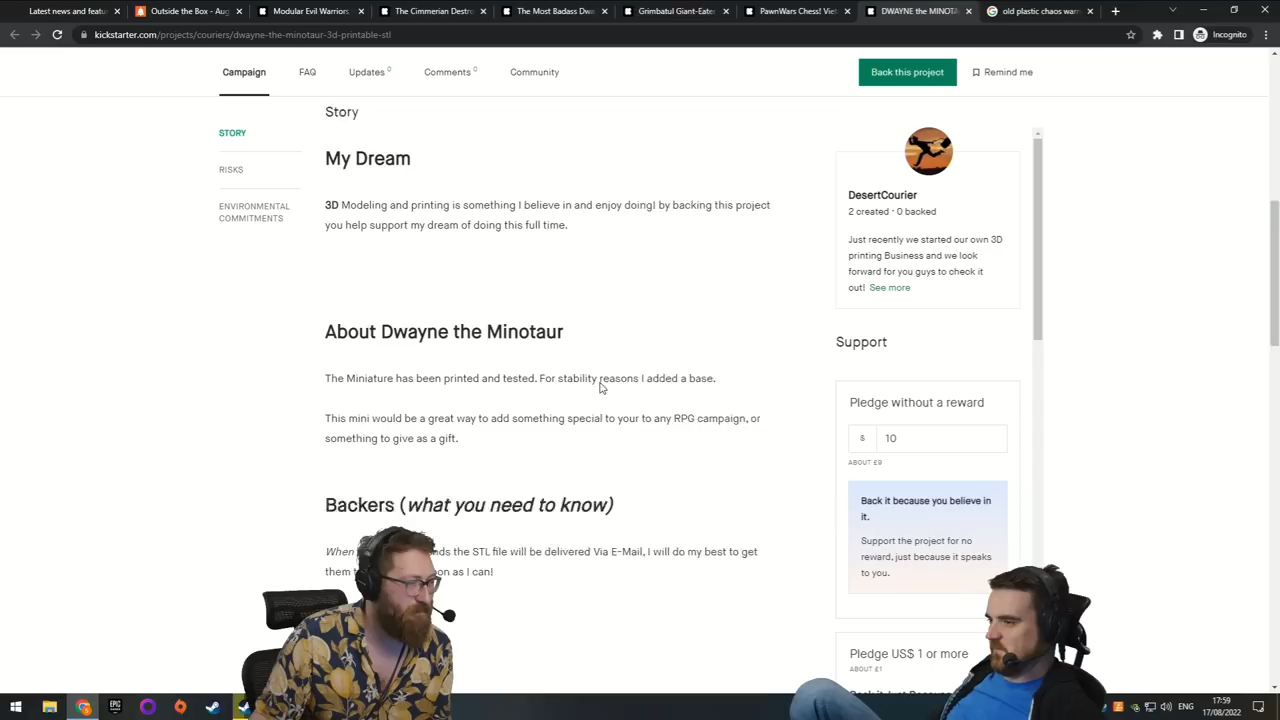 Latest news and featu
Outside the Box - Aug
Modular Evil Warriors
The Cimmerian Destro
The Most Badass Dwa
Grimbatul Giant-Eater
PawnWars Chess! Viet
DWAYNE the MINOTA
old plastic chaos warr
kickstarter.com/projects/couriers/dwayne-the-minotaur-3d-printable-stl
Incognito
Campaign
FAQ
Updates 0
Comments 0
Community
Back this project
Remind me
STORY
RISKS
ENVIRONMENTAL
COMMITMENTS
Story
My Dream
3D Modeling and printing is something I believe in and enjoy doing! by backing this project
you help support my dream of doing this full time.
About Dwayne the Minotaur
The Miniature has been printed and tested. For stability reasons I added a base.
This mini would be a great way to add something special to your to any RPG campaign, or
something to give as a gift.
Backers (what you need to know)
When nds the STL file will be delivered Via E-Mail, I will do my best to get
them oon as I can!
DesertCourier
2 created · 0 backed
Just recently we started our own 3D
printing Business and we look
forward for you guys to check it
out! See more
Support
Pledge without a reward
$ 10
ABOUT £9
Back it because you believe in
it.
Support the project for no
reward, just because it speaks
to you.
Pledge US$ 1 or more
ABOUT £1
EPIC
ENG
17:59
17/08/2022